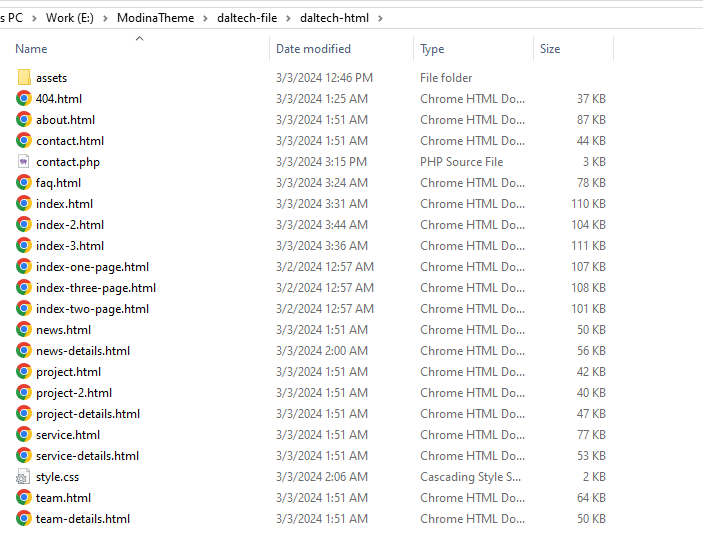 s PC > Work (E:) > ModinaTheme > daltech-file > daltech-html >
Name Date modified Type Size
assets 3/3/2024 12:46 PM File folder
404.html 3/3/2024 1:25 AM Chrome HTML Do... 37 KB
about.html 3/3/2024 1:51 AM Chrome HTML Do... 87 KB
contact.html 3/3/2024 1:51 AM Chrome HTML Do... 44 KB
contact.php 3/3/2024 3:15 PM PHP Source File 3 KB
faq.html 3/3/2024 3:24 AM Chrome HTML Do... 78 KB
index.html 3/3/2024 3:31 AM Chrome HTML Do... 110 KB
index-2.html 3/3/2024 3:44 AM Chrome HTML Do... 104 KB
index-3.html 3/3/2024 3:36 AM Chrome HTML Do... 111 KB
index-one-page.html 3/2/2024 12:57 AM Chrome HTML Do... 107 KB
index-three-page.html 3/2/2024 12:57 AM Chrome HTML Do... 108 KB
index-two-page.html 3/2/2024 12:57 AM Chrome HTML Do... 101 KB
news.html 3/3/2024 1:51 AM Chrome HTML Do... 50 KB
news-details.html 3/3/2024 2:00 AM Chrome HTML Do... 56 KB
project.html 3/3/2024 1:51 AM Chrome HTML Do... 42 KB
project-2.html 3/3/2024 1:51 AM Chrome HTML Do... 40 KB
project-details.html 3/3/2024 1:51 AM Chrome HTML Do... 47 KB
service.html 3/3/2024 1:51 AM Chrome HTML Do... 77 KB
service-details.html 3/3/2024 1:51 AM Chrome HTML Do... 53 KB
style.css 3/3/2024 2:06 AM Cascading Style S... 2 KB
team.html 3/3/2024 1:51 AM Chrome HTML Do... 64 KB
team-details.html 3/3/2024 1:51 AM Chrome HTML Do... 50 KB